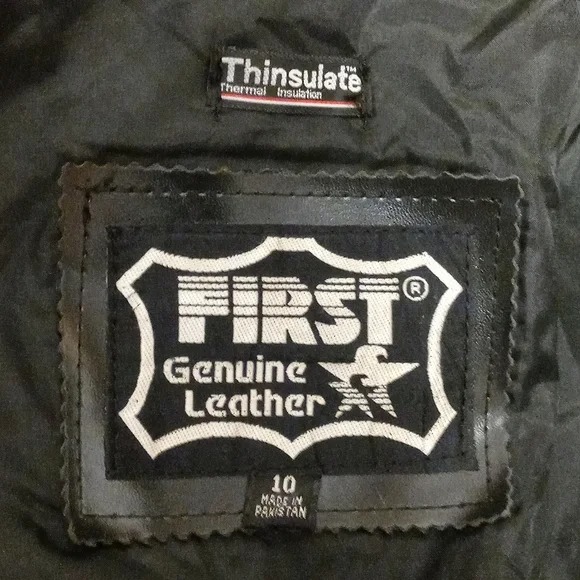 Thinsulate™
Thermal Insulation
FIRST®
Genuine
Leather
10
MADE IN
PAKISTAN